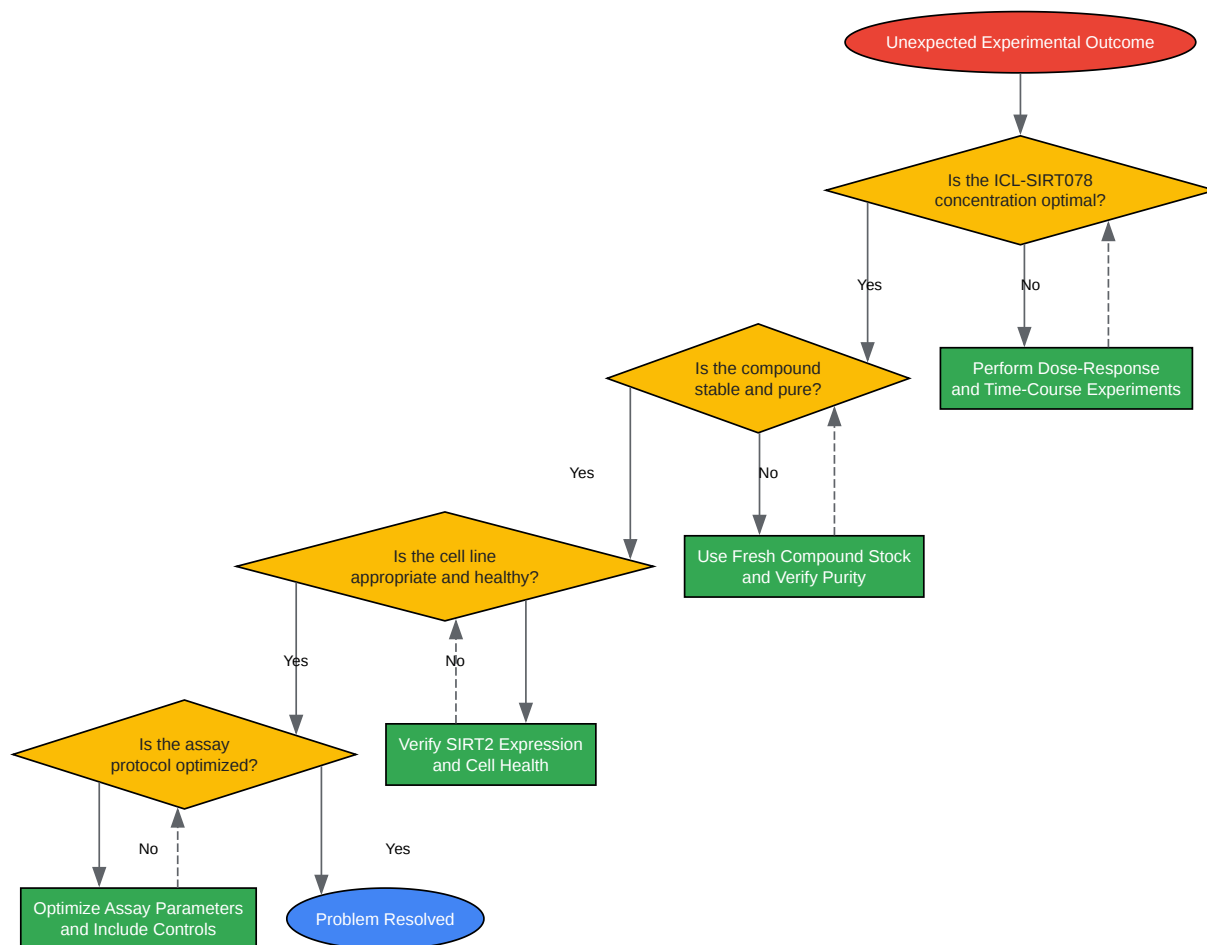 Unexpected Experimental Outcome
Is the ICL-SIRT078
concentration optimal?
Yes
No
Is the compound
stable and pure?
Perform Dose-Response
and Time-Course Experiments
Yes
No
Is the cell line
appropriate and healthy?
Use Fresh Compound Stock
and Verify Purity
Yes
No
Is the assay
protocol optimized?
Verify SIRT2 Expression
and Cell Health
No
Yes
Optimize Assay Parameters
and Include Controls
Problem Resolved